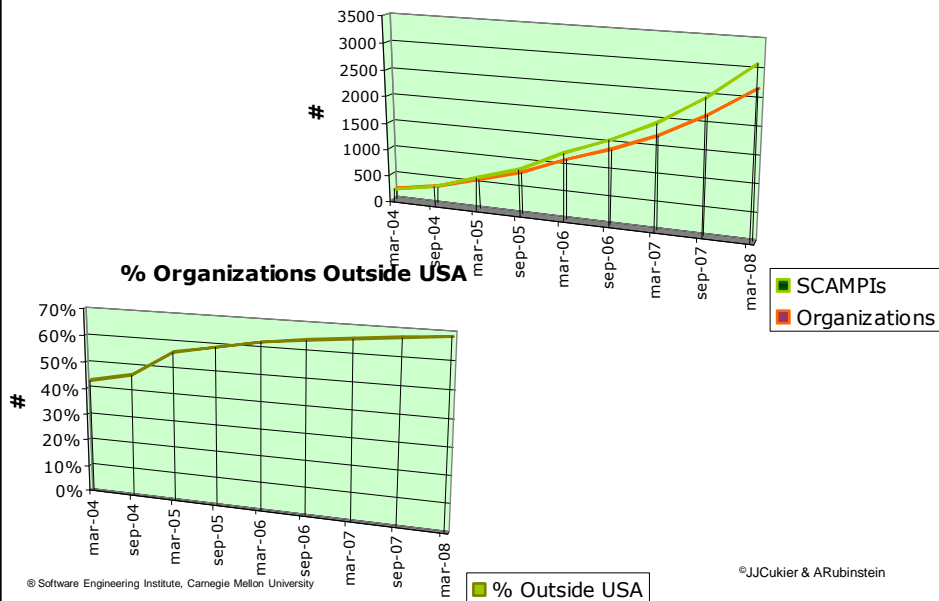 3500
3000
2500
2000
1500
1000
500
0
#
mar-04
sep-04
mar-05
sep-05
mar-06
sep-06
mar-07
sep-07
mar-08
SCAMPIs
Organizations
% Organizations Outside USA
70%
60%
50%
40%
30%
20%
10%
0%
#
mar-04
sep-04
mar-05
sep-05
mar-06
sep-06
mar-07
sep-07
mar-08
% Outside USA
® Software Engineering Institute, Carnegie Mellon University
©JJCukier & ARubinstein